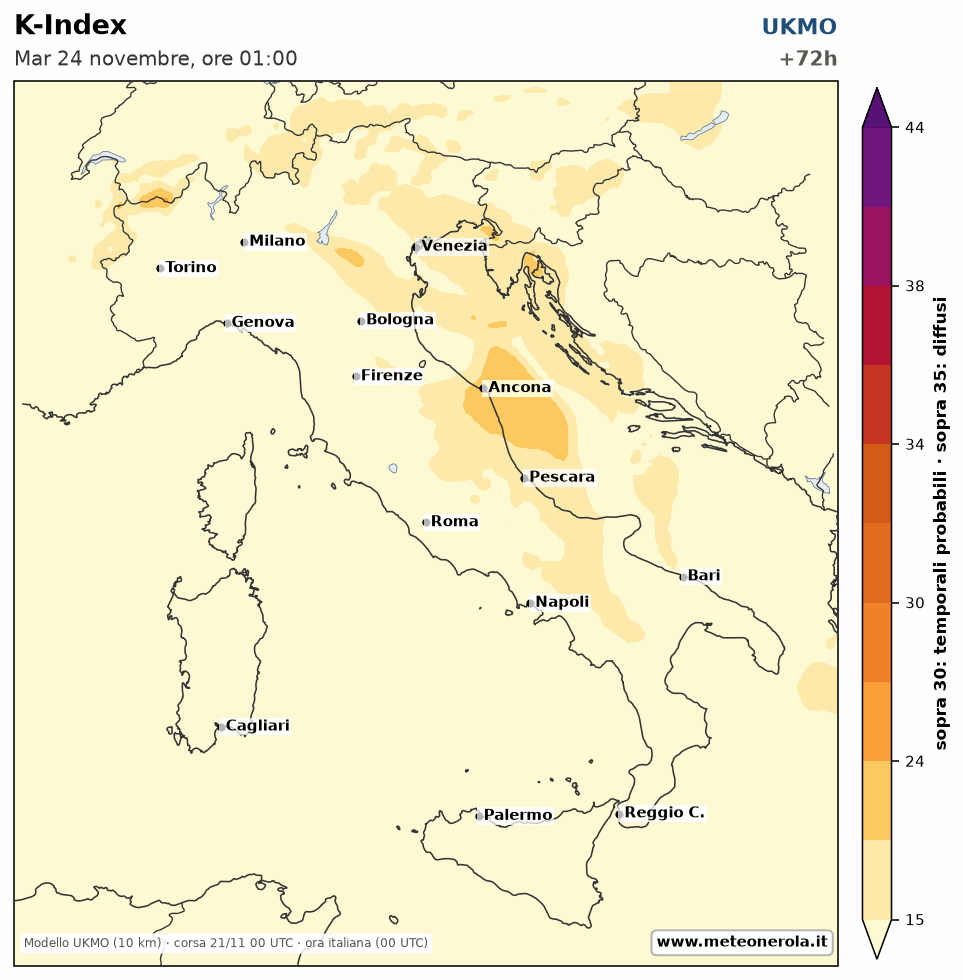 K-Index
UKMO
Mar 24 novembre, ore 01:00
+72h
44
38
34
30
24
15
sopra 30: temporali probabili · sopra 35: diffusi
Milano
Venezia
Torino
Genova
Bologna
Firenze
Ancona
Pescara
Roma
Bari
Napoli
Cagliari
Palermo
Reggio C.
Modello UKMO (10 km) · corsa 21/11 00 UTC · ora italiana (00 UTC)
www.meteonerola.it